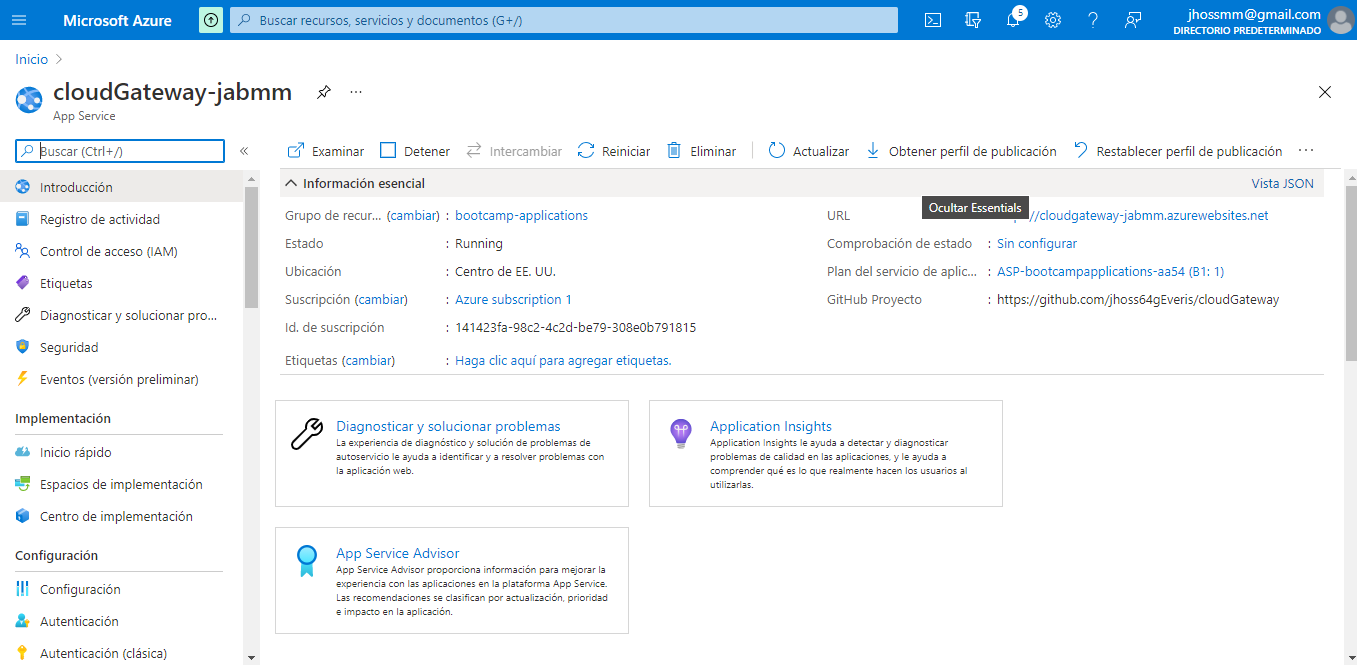 Microsoft Azure
Buscar recursos, servicios y documentos (G+/)
5
jhossmm@gmail.com
DIRECTORIO PREDETERMINADO
Inicio
cloudGateway-jabmm
App Service
Buscar (Ctrl+/)
Examinar Detener Intercambiar Reiniciar Eliminar Actualizar Obtener perfil de publicación Restablecer perfil de publicación
Introducción
Registro de actividad
Control de acceso (IAM)
Etiquetas
Diagnosticar y solucionar pro...
Seguridad
Eventos (versión preliminar)
Implementación
Inicio rápido
Espacios de implementación
Centro de implementación
Configuración
Configuración
Autenticación
Autenticación (clásica)
Información esencial
Vista JSON
Grupo de recur... (cambiar) : bootcamp-applications
Estado : Running
Ubicación : Centro de EE. UU.
Suscripción (cambiar) : Azure subscription 1
Id. de suscripción : 141423fa-98c2-4c2d-be79-308e0b791815
Etiquetas (cambiar) : Haga clic aquí para agregar etiquetas.
Ocultar Essentials
URL ://cloudgateway-jabmm.azurewebsites.net
Comprobación de estado : Sin configurar
Plan del servicio de aplic... : ASP-bootcampapplications-aa54 (B1: 1)
GitHub Proyecto : https://github.com/jhoss64gEveris/cloudGateway
Diagnosticar y solucionar problemas
La experiencia de diagnóstico y solución de problemas de
autoservicio le ayuda a identificar y a resolver problemas con
la aplicación web.
Application Insights
Application Insights le ayuda a detectar y diagnosticar
problemas de calidad en las aplicaciones, y le ayuda a
comprender qué es lo que realmente hacen los usuarios al
utilizarlas.
App Service Advisor
App Service Advisor proporciona información para mejorar la
experiencia con las aplicaciones en la plataforma App Service.
Las recomendaciones se clasifican por actualización, prioridad
e impacto en la aplicación.